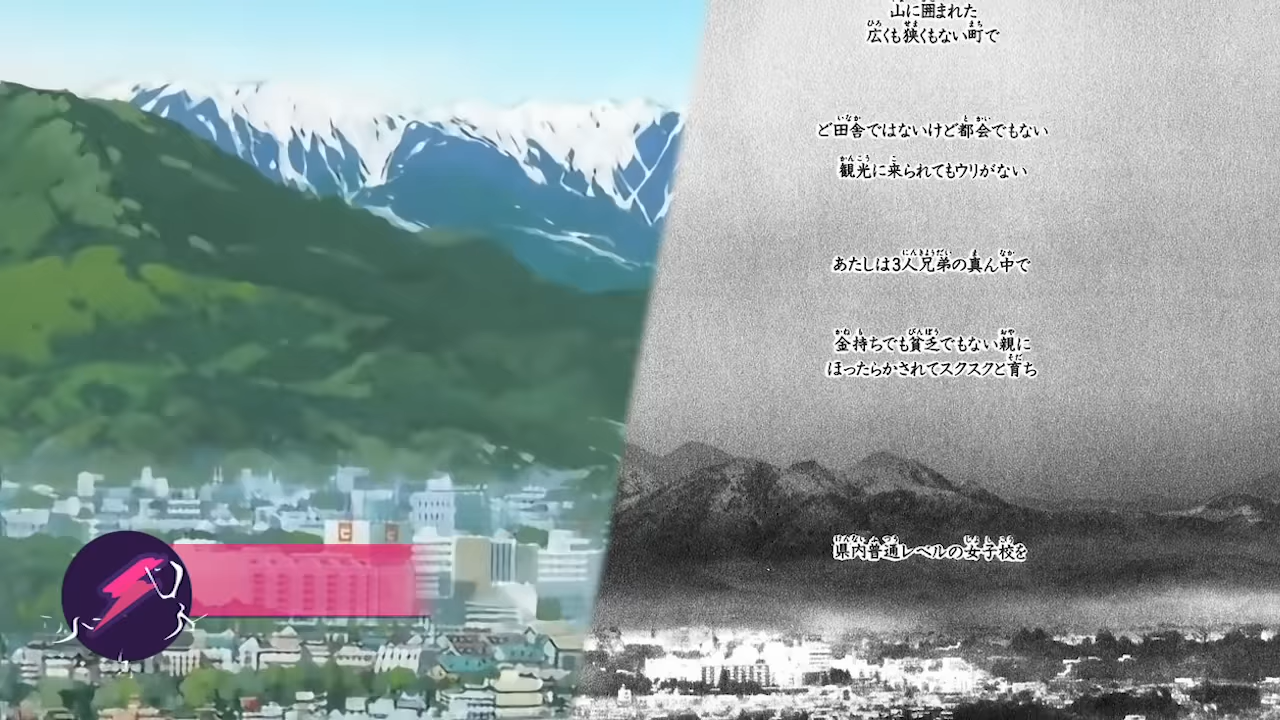 山に囲まれた
広くも狭くもない町で
ど田舎ではないけど都会でもない
観光に来られてもウリがない
あたしは3人兄弟の真ん中で
金持ちでも貧乏でもない親に
ほったらかされてスクスクと育ち
県内普通レベルの女子校を